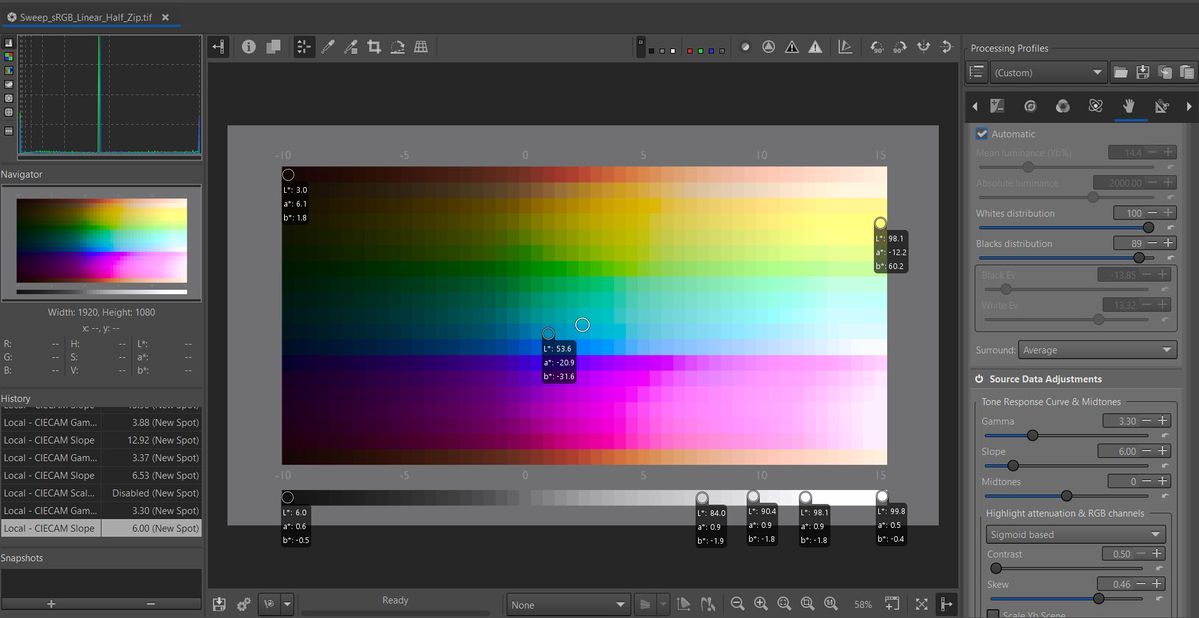 Sweep_sRGB_Linear_Half_Zip.tif ×
Navigator
Width: 1920, Height: 1080
x: --, y: --
R: -- H: -- L*: --
G: -- S: -- a*: --
B: -- V: -- b*: --
History
Local - CIECAM Slope
Local - CIECAM Gam... 3.88 (New Spot)
Local - CIECAM Slope 12.92 (New Spot)
Local - CIECAM Gam... 3.37 (New Spot)
Local - CIECAM Slope 6.53 (New Spot)
Local - CIECAM Scal... Disabled (New Spot)
Local - CIECAM Gam... 3.30 (New Spot)
Local - CIECAM Slope 6.00 (New Spot)
Snapshots
-10 -5 0 5 10 15
L*: 3.0
a*: 6.1
b*: 1.8
L*: 98.1
a*: -12.2
b*: 60.2
L*: 53.6
a*: -20.9
b*: -31.6
-10 0 5 10 15
L*: 6.0
a*: 0.6
b*: -0.5
L*: 84.0
a*: 0.9
b*: -1.9
L*: 90.4
a*: 0.9
b*: -1.8
L*: 98.1
a*: 0.9
b*: -1.8
L*: 99.8
a*: 0.5
b*: -0.4
Ready
None
58%
Processing Profiles
(Custom)
Automatic
Mean luminance (Yb%) 14.4
Absolute luminance 2000.00
Whites distribution 100
Blacks distribution 89
Black Ev -13.85
White Ev 13.32
Surround: Average
Source Data Adjustments
Tone Response Curve & Midtones
Gamma 3.30
Slope 6.00
Midtones 0
Highlight attenuation & RGB channels
Sigmoid based
Contrast 0.50
Skew 0.46
Scale Yb Scene